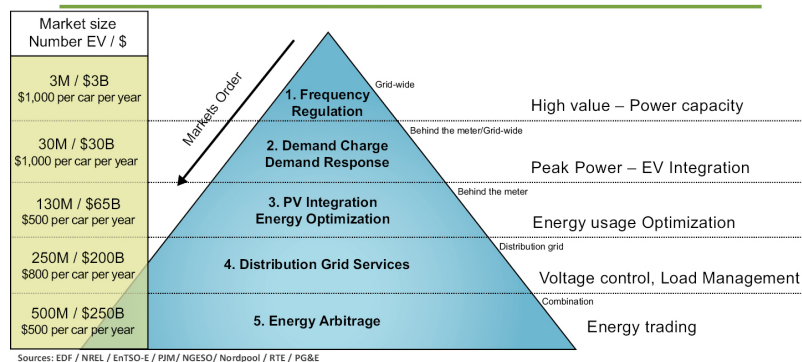 Market size
Number EV / $
3M / $3B
$1,000 per car per year
30M / $30B
$1,000 per car per year
130M / $65B
$500 per car per year
250M / $200B
$800 per car per year
500M / $250B
$500 per car per year
Markets Order
1. Frequency
Regulation
2. Demand Charge
Demand Response
3. PV Integration
Energy Optimization
4. Distribution Grid Services
5. Energy Arbitrage
Grid-wide
Behind the meter/Grid-wide
Behind the meter
Distribution grid
Combination
High value – Power capacity
Peak Power – EV Integration
Energy usage Optimization
Voltage control, Load Management
Energy trading
Sources: EDF / NREL / EnTSO-E / PJM/ NGESO/ Nordpool / RTE / PG&E